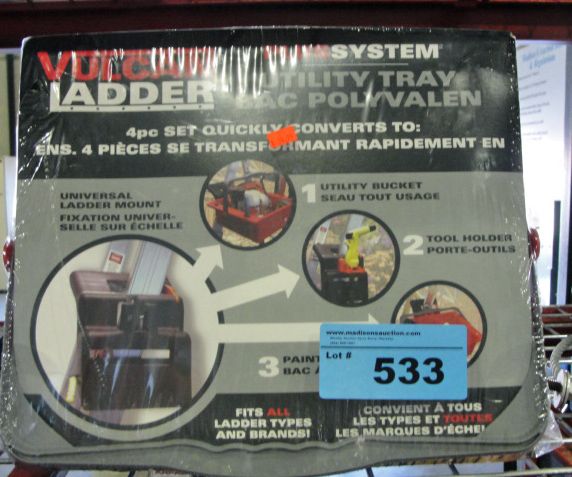 VULCAN
LADDER
SYSTEM
UTILITY TRAY
BAC POLYVALEN
4pc SET QUICKLY CONVERTS TO:
ENS. 4 PIÈCES SE TRANSFORMANT RAPIDEMENT EN
UNIVERSAL
LADDER MOUNT
FIXATION UNIVER-
SELLE SUR ÉCHELLE
1 UTILITY BUCKET
SEAU TOUT USAGE
2 TOOL HOLDER
PORTE-OUTILS
3 PAINT
BAC À
www.madisonsauction.com
Lot # 533
FITS ALL
LADDER TYPES
AND BRANDS!
CONVIENT À TOUS
LES TYPES ET TOUTES
LES MARQUES D'ÉCHEL